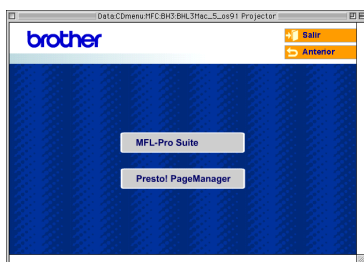 Data:CDmenu:MFC:BH3:BHL3Mac_5_os91 Projector
brother
Salir
Anterior
MFL-Pro Suite
Presto! PageManager